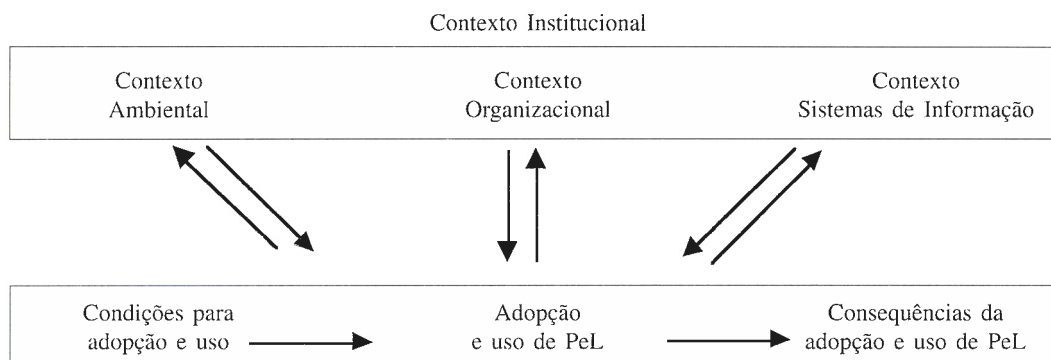 Contexto Institucional
Contexto
Ambiental
Contexto
Organizacional
Contexto
Sistemas de Informação
Condições para
adopção e uso
Adopção
e uso de PeL
Consequências da
adopção e uso de PeL